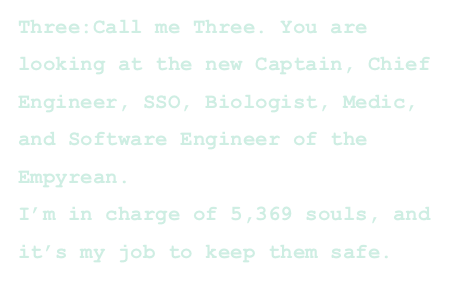 Three:Call me Three. You are
looking at the new Captain, Chief
Engineer, SSO, Biologist, Medic,
and Software Engineer of the
Empyrean.
I’m in charge of 5,369 souls, and
it’s my job to keep them safe.